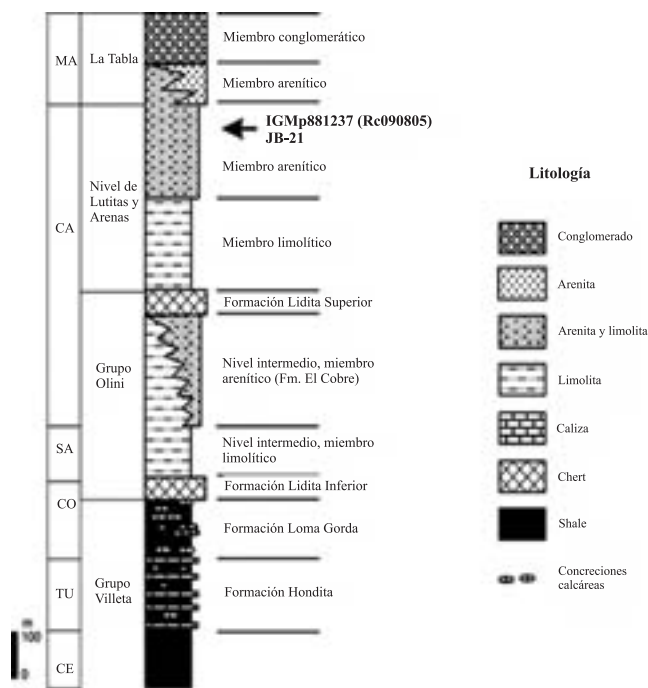 MA
La Tabla
Miembro conglomerático
Miembro arenítico
IGMp881237 (Rc090805)
JB-21
Miembro arenítico
CA
Nivel de
Lutitas y
Arenas
Miembro limolítico
Formación Lidita Superior
Grupo
Olini
Nivel intermedio, miembro
arenítico (Fm. El Cobre)
SA
Nivel intermedio, miembro
limolítico
Formación Lidita Inferior
CO
Formación Loma Gorda
TU
Grupo
Villeta
Formación Hondita
CE
m
100
0
Litología
Conglomerado
Arenita
Arenita y limolita
Limolita
Caliza
Chert
Shale
Concreciones
calcáreas